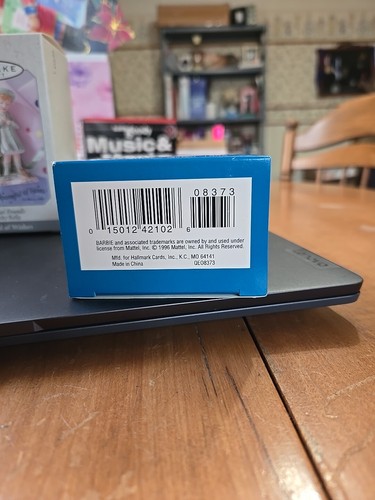 08373
0 15012 42102 6
BARBIE and associated trademarks are owned by and used under
license from Mattel, Inc. © 1996 Mattel, Inc. All Rights Reserved.
Mfd. for Hallmark Cards, Inc., K.C., MO 64141
Made in China QEO8373
Music&